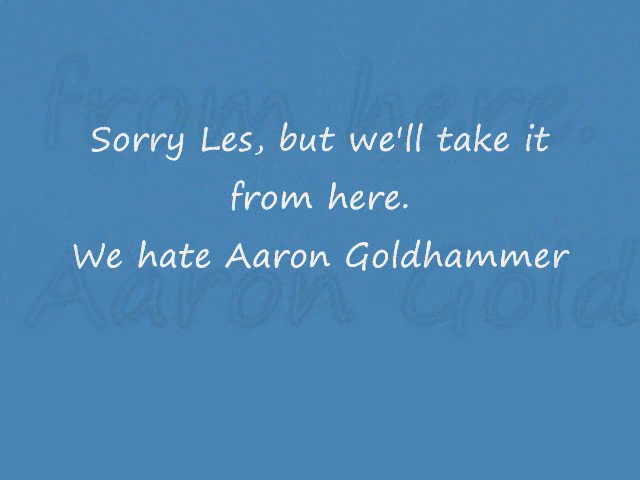 Sorry Les, but we'll take it
from here.
We hate Aaron Goldhammer